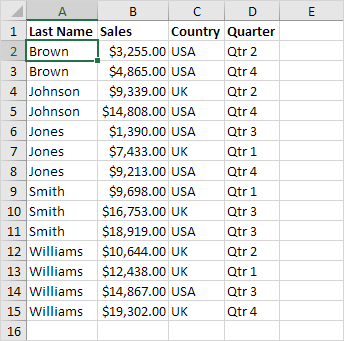 A B C D E
1 Last Name Sales Country Quarter
2 Brown $3,255.00 USA Qtr 2
3 Brown $4,865.00 USA Qtr 4
4 Johnson $9,339.00 UK Qtr 2
5 Johnson $14,808.00 USA Qtr 4
6 Jones $1,390.00 USA Qtr 3
7 Jones $7,433.00 UK Qtr 1
8 Jones $9,213.00 USA Qtr 4
9 Smith $9,698.00 USA Qtr 1
10 Smith $16,753.00 UK Qtr 3
11 Smith $18,919.00 USA Qtr 3
12 Williams $10,644.00 UK Qtr 2
13 Williams $12,438.00 UK Qtr 1
14 Williams $14,867.00 USA Qtr 3
15 Williams $19,302.00 UK Qtr 4
16